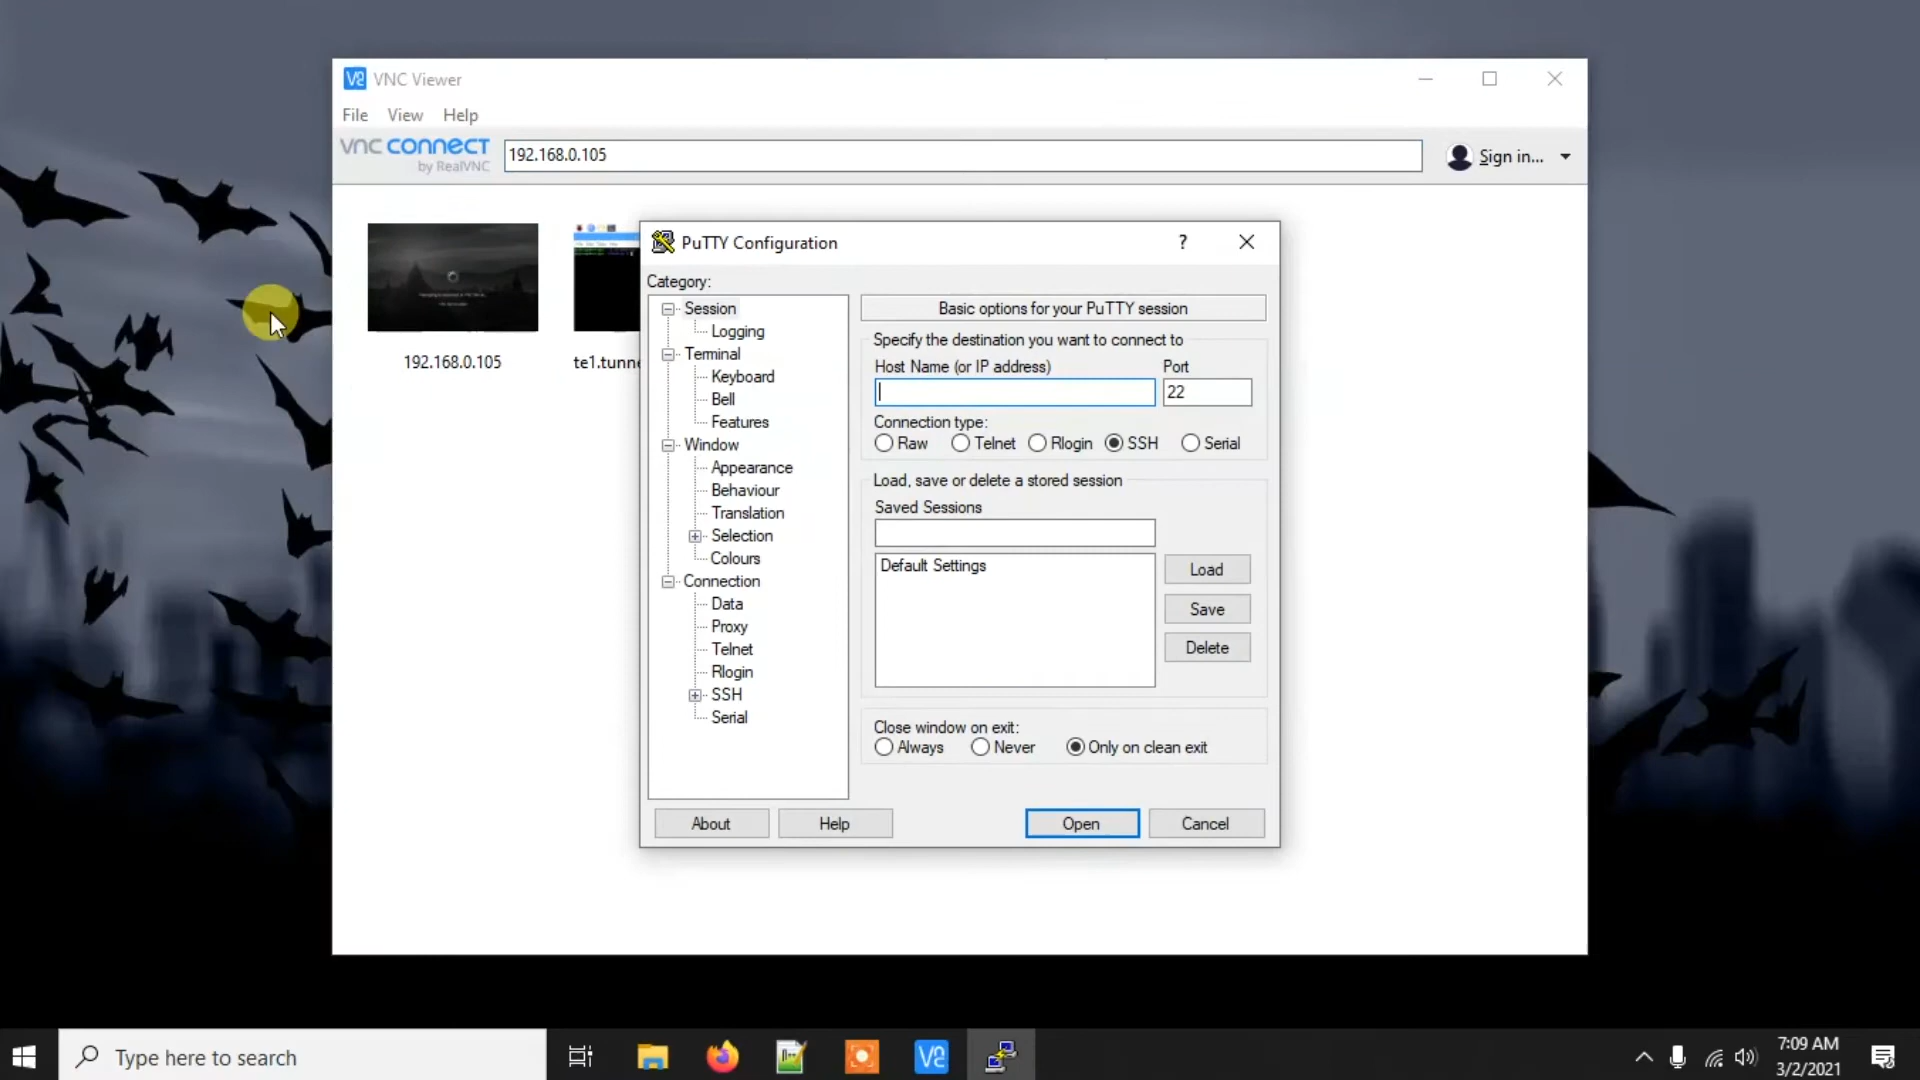 VNC Viewer
File View Help
vnc connect
by RealVNC
192.168.0.105
Sign in...
192.168.0.105
te1.tunne
PuTTY Configuration
?
Category:
Session
Logging
Terminal
Keyboard
Bell
Features
Window
Appearance
Behaviour
Translation
Selection
Colours
Connection
Data
Proxy
Telnet
Rlogin
SSH
Serial
Basic options for your PuTTY session
Specify the destination you want to connect to
Host Name (or IP address) Port
22
Connection type:
Raw Telnet Rlogin SSH Serial
Load, save or delete a stored session
Saved Sessions
Default Settings
Load
Save
Delete
Close window on exit:
Always Never Only on clean exit
About Help Open Cancel
Type here to search
7:09 AM
3/2/2021